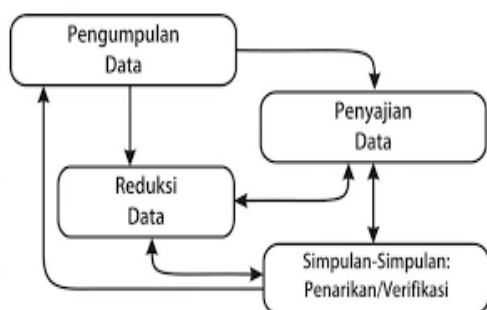 Pengumpulan
Data
Penyajian
Data
Reduksi
Data
Simpulan-Simpulan:
Penarikan/Verifikasi